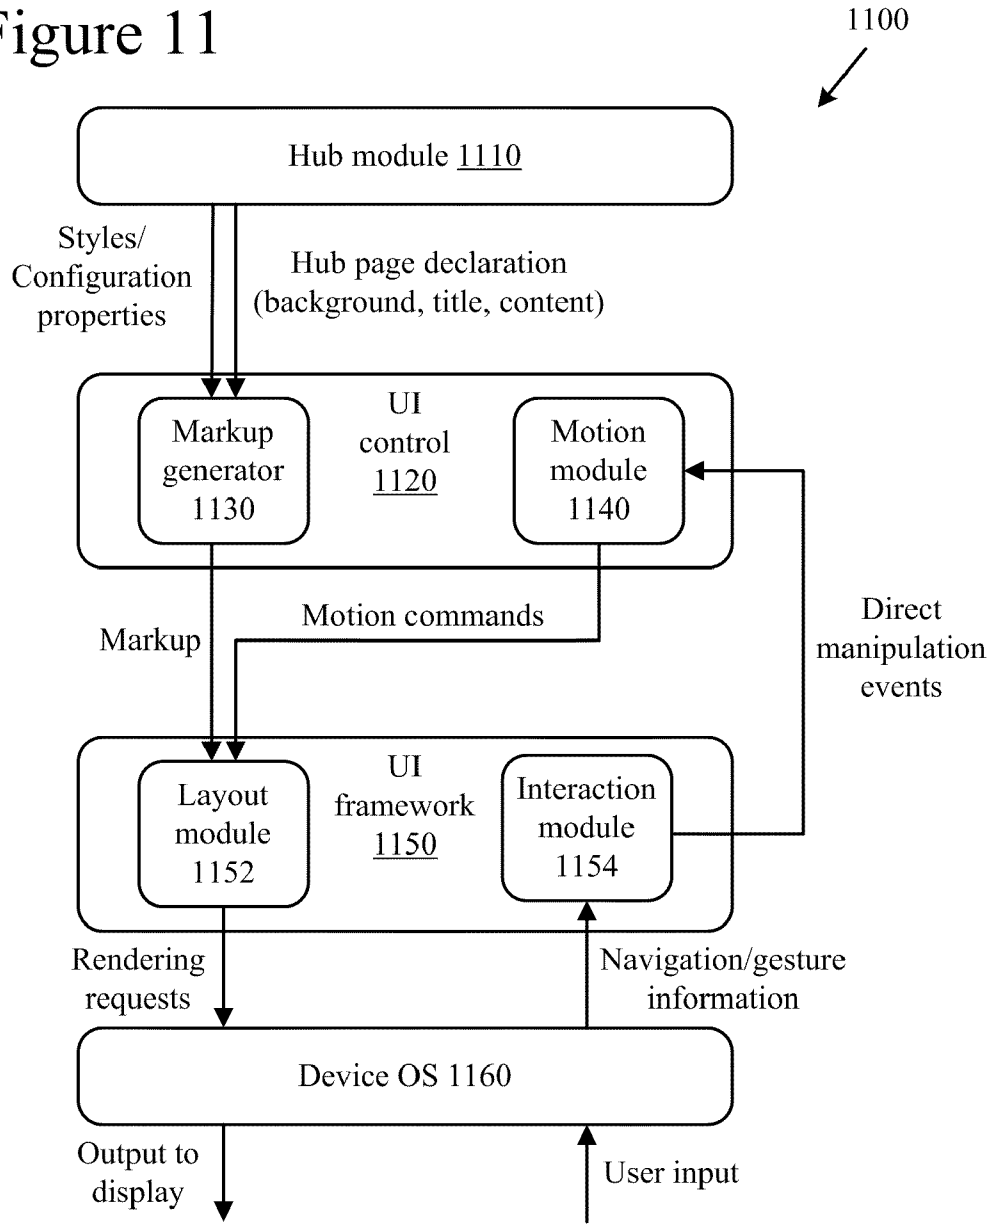 Figure 11
1100
Hub module 1110
Styles/
Configuration
properties
Hub page declaration
(background, title, content)
UI
control
1120
Markup
generator
1130
Motion
module
1140
Markup
Motion commands
Direct
manipulation
events
UI
framework
1150
Layout
module
1152
Interaction
module
1154
Rendering
requests
Navigation/gesture
information
Device OS 1160
Output to
display
User input